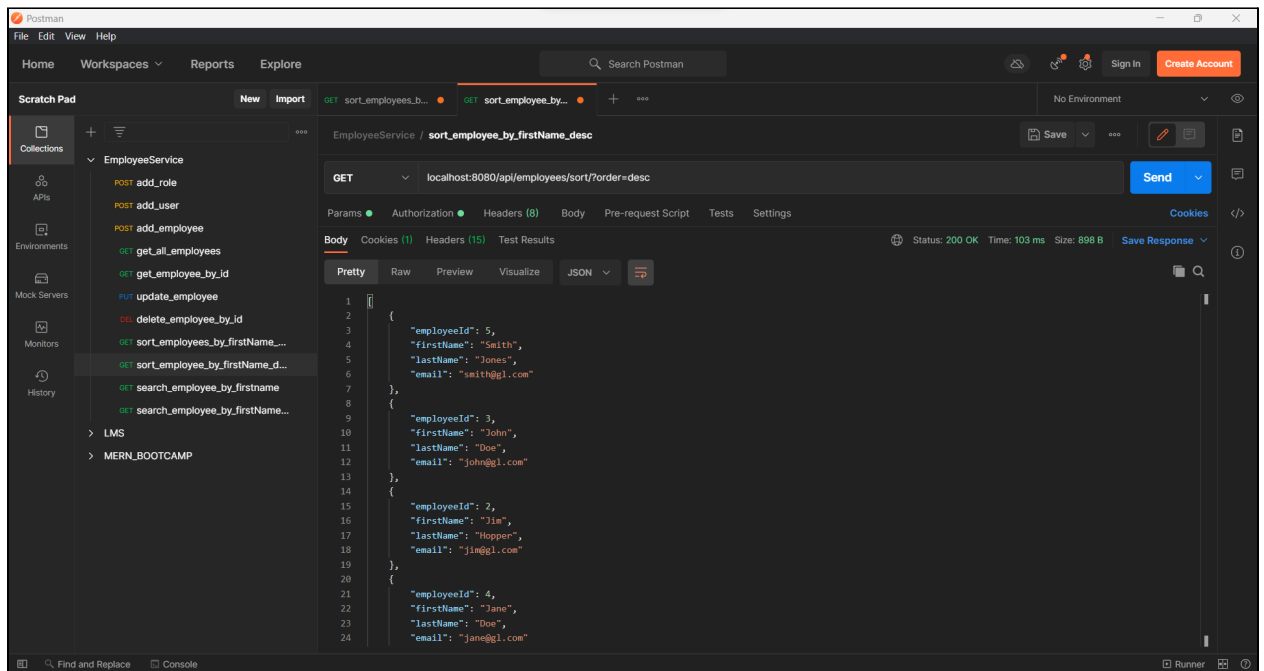 Postman
File Edit View Help
Home Workspaces Reports Explore Search Postman Sign In Create Account
Scratch Pad New Import GET sort_employees_b... GET sort_employee_by... No Environment
EmployeeService / sort_employee_by_firstName_desc Save
Collections
APIs
Environments
Mock Servers
Monitors
History
EmployeeService
POST add_role
POST add_user
POST add_employee
GET get_all_employees
GET get_employee_by_id
PUT update_employee
DEL delete_employee_by_id
GET sort_employees_by_firstName_...
GET sort_employee_by_firstName_d...
GET search_employee_by_firstname
GET search_employee_by_firstName...
LMS
MERN_BOOTCAMP
GET localhost:8080/api/employees/sort/?order=desc Send
Params Authorization Headers (8) Body Pre-request Script Tests Settings Cookies
Body Cookies (1) Headers (15) Test Results Status: 200 OK Time: 103 ms Size: 898 B Save Response
Pretty Raw Preview Visualize JSON
1 [
2 {
3 "employeeId": 5,
4 "firstName": "Smith",
5 "lastName": "Jones",
6 "email": "smith@gl.com"
7 },
8 {
9 "employeeId": 3,
10 "firstName": "John",
11 "lastName": "Doe",
12 "email": "john@gl.com"
13 },
14 {
15 "employeeId": 2,
16 "firstName": "Jim",
17 "lastName": "Hopper",
18 "email": "jim@gl.com"
19 },
20 {
21 "employeeId": 4,
22 "firstName": "Jane",
23 "lastName": "Doe",
24 "email": "jane@gl.com"
Find and Replace Console Runner